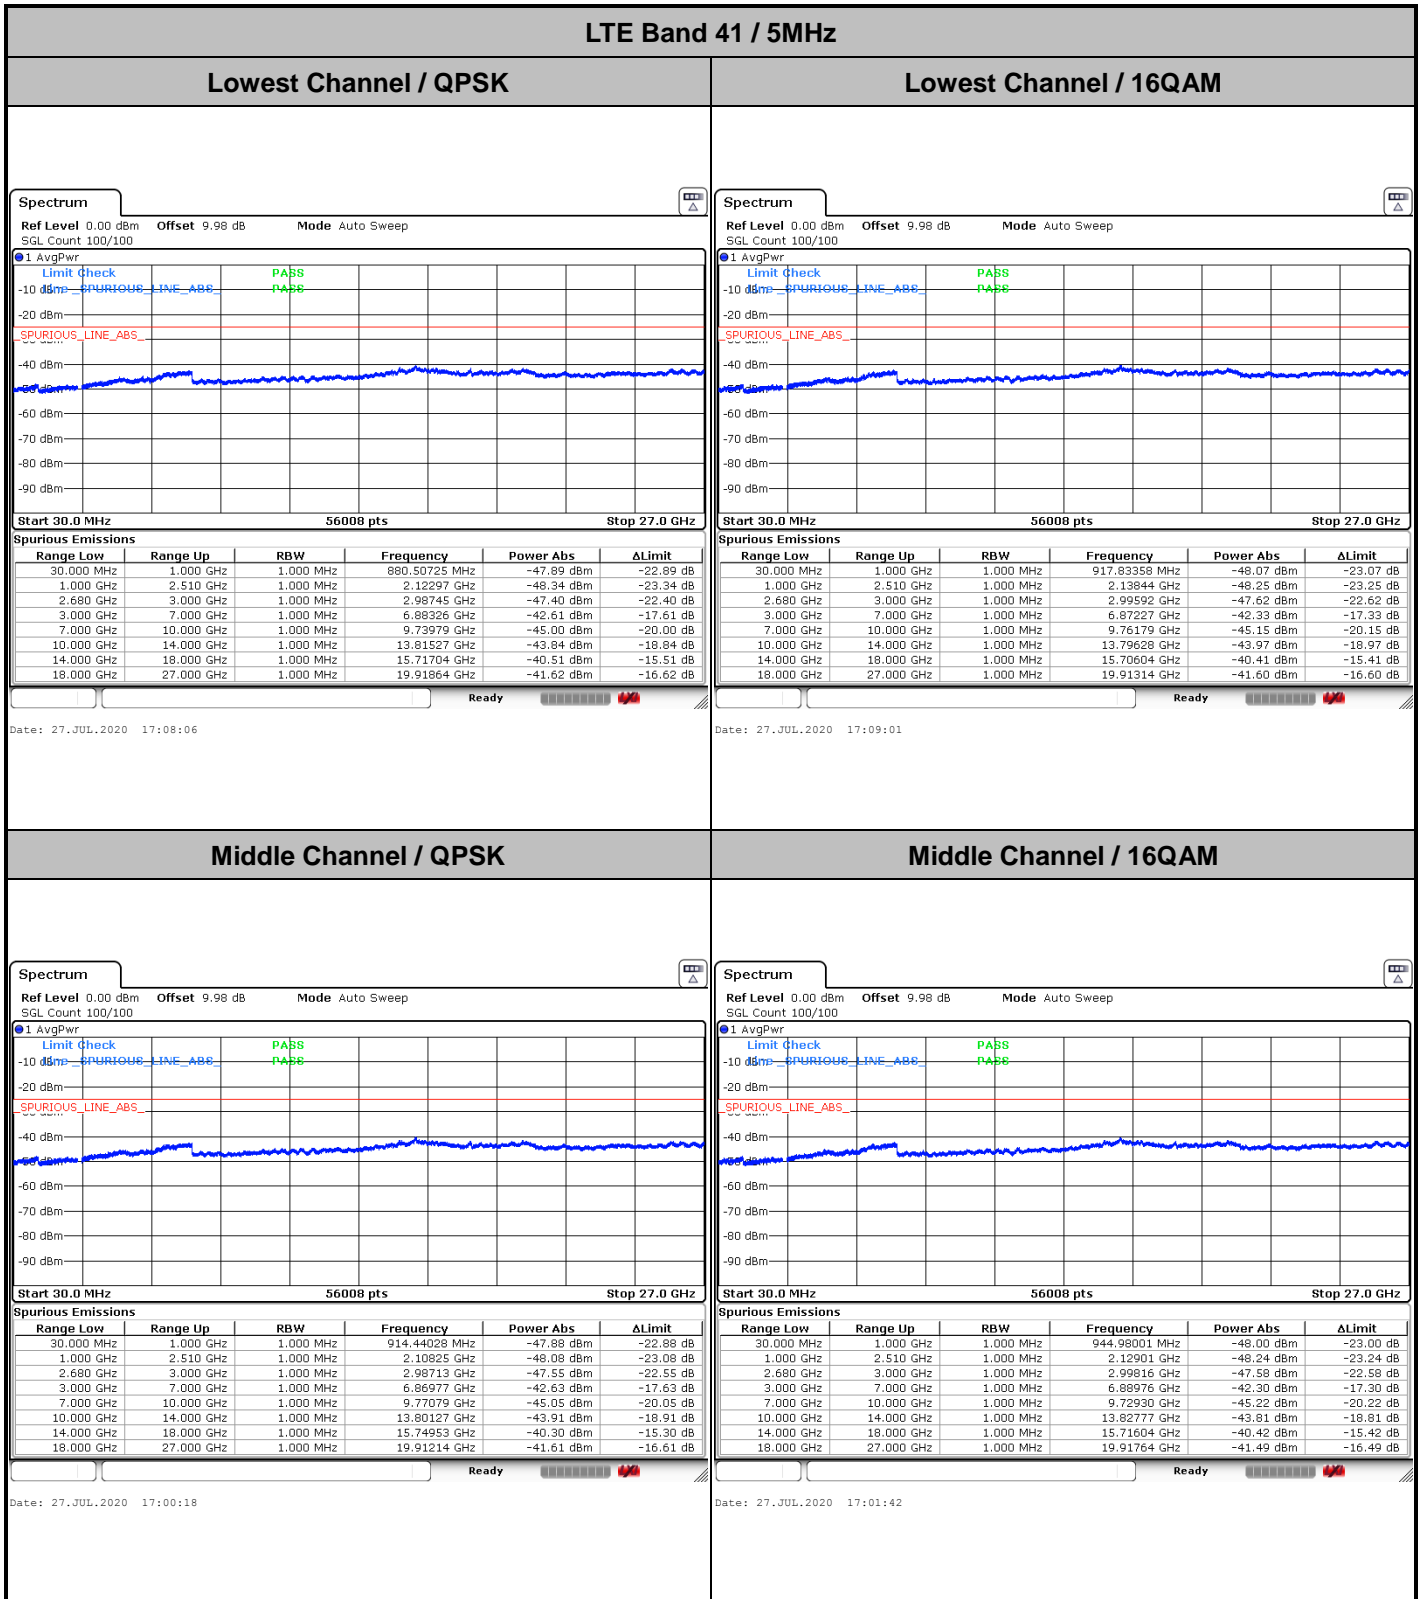 LTE Band 41 / 5MHz
Lowest Channel / QPSK
Lowest Channel / 16QAM
Spectrum
Ref Level 0.00 dBm Offset 9.98 dB Mode Auto Sweep
SGL Count 100/100
1 AvgPwr
Limit Check PASS
-10 dBm Line _SPURIOUS_LINE_ABS_ PASS
-20 dBm
_SPURIOUS_LINE_ABS_
-30 dBm
-40 dBm
-50 dBm
-60 dBm
-70 dBm
-80 dBm
-90 dBm
Start 30.0 MHz 56008 pts Stop 27.0 GHz
Spurious Emissions
Range Low Range Up RBW Frequency Power Abs ΔLimit
30.000 MHz 1.000 GHz 1.000 MHz 880.50725 MHz -47.89 dBm -22.89 dB
1.000 GHz 2.510 GHz 1.000 MHz 2.12297 GHz -48.34 dBm -23.34 dB
2.680 GHz 3.000 GHz 1.000 MHz 2.98745 GHz -47.40 dBm -22.40 dB
3.000 GHz 7.000 GHz 1.000 MHz 6.88326 GHz -42.61 dBm -17.61 dB
7.000 GHz 10.000 GHz 1.000 MHz 9.73979 GHz -45.00 dBm -20.00 dB
10.000 GHz 14.000 GHz 1.000 MHz 13.81527 GHz -43.84 dBm -18.84 dB
14.000 GHz 18.000 GHz 1.000 MHz 15.71704 GHz -40.51 dBm -15.51 dB
18.000 GHz 27.000 GHz 1.000 MHz 19.91864 GHz -41.62 dBm -16.62 dB
Ready
Date: 27.JUL.2020 17:08:06
Spectrum
Ref Level 0.00 dBm Offset 9.98 dB Mode Auto Sweep
SGL Count 100/100
1 AvgPwr
Limit Check PASS
-10 dBm Line _SPURIOUS_LINE_ABS_ PASS
-20 dBm
_SPURIOUS_LINE_ABS_
-30 dBm
-40 dBm
-50 dBm
-60 dBm
-70 dBm
-80 dBm
-90 dBm
Start 30.0 MHz 56008 pts Stop 27.0 GHz
Spurious Emissions
Range Low Range Up RBW Frequency Power Abs ΔLimit
30.000 MHz 1.000 GHz 1.000 MHz 917.83358 MHz -48.07 dBm -23.07 dB
1.000 GHz 2.510 GHz 1.000 MHz 2.13844 GHz -48.25 dBm -23.25 dB
2.680 GHz 3.000 GHz 1.000 MHz 2.99592 GHz -47.62 dBm -22.62 dB
3.000 GHz 7.000 GHz 1.000 MHz 6.87227 GHz -42.33 dBm -17.33 dB
7.000 GHz 10.000 GHz 1.000 MHz 9.76179 GHz -45.15 dBm -20.15 dB
10.000 GHz 14.000 GHz 1.000 MHz 13.79628 GHz -43.97 dBm -18.97 dB
14.000 GHz 18.000 GHz 1.000 MHz 15.70604 GHz -40.41 dBm -15.41 dB
18.000 GHz 27.000 GHz 1.000 MHz 19.91314 GHz -41.60 dBm -16.60 dB
Ready
Date: 27.JUL.2020 17:09:01
Middle Channel / QPSK
Middle Channel / 16QAM
Spectrum
Ref Level 0.00 dBm Offset 9.98 dB Mode Auto Sweep
SGL Count 100/100
1 AvgPwr
Limit Check PASS
-10 dBm Line _SPURIOUS_LINE_ABS_ PASS
-20 dBm
_SPURIOUS_LINE_ABS_
-30 dBm
-40 dBm
-50 dBm
-60 dBm
-70 dBm
-80 dBm
-90 dBm
Start 30.0 MHz 56008 pts Stop 27.0 GHz
Spurious Emissions
Range Low Range Up RBW Frequency Power Abs ΔLimit
30.000 MHz 1.000 GHz 1.000 MHz 914.44028 MHz -47.88 dBm -22.88 dB
1.000 GHz 2.510 GHz 1.000 MHz 2.10825 GHz -48.08 dBm -23.08 dB
2.680 GHz 3.000 GHz 1.000 MHz 2.98713 GHz -47.55 dBm -22.55 dB
3.000 GHz 7.000 GHz 1.000 MHz 6.86977 GHz -42.63 dBm -17.63 dB
7.000 GHz 10.000 GHz 1.000 MHz 9.77079 GHz -45.05 dBm -20.05 dB
10.000 GHz 14.000 GHz 1.000 MHz 13.80127 GHz -43.91 dBm -18.91 dB
14.000 GHz 18.000 GHz 1.000 MHz 15.74953 GHz -40.30 dBm -15.30 dB
18.000 GHz 27.000 GHz 1.000 MHz 19.91214 GHz -41.61 dBm -16.61 dB
Ready
Date: 27.JUL.2020 17:00:18
Spectrum
Ref Level 0.00 dBm Offset 9.98 dB Mode Auto Sweep
SGL Count 100/100
1 AvgPwr
Limit Check PASS
-10 dBm Line _SPURIOUS_LINE_ABS_ PASS
-20 dBm
_SPURIOUS_LINE_ABS_
-30 dBm
-40 dBm
-50 dBm
-60 dBm
-70 dBm
-80 dBm
-90 dBm
Start 30.0 MHz 56008 pts Stop 27.0 GHz
Spurious Emissions
Range Low Range Up RBW Frequency Power Abs ΔLimit
30.000 MHz 1.000 GHz 1.000 MHz 944.98001 MHz -48.00 dBm -23.00 dB
1.000 GHz 2.510 GHz 1.000 MHz 2.12901 GHz -48.24 dBm -23.24 dB
2.680 GHz 3.000 GHz 1.000 MHz 2.99816 GHz -47.58 dBm -22.58 dB
3.000 GHz 7.000 GHz 1.000 MHz 6.88976 GHz -42.30 dBm -17.30 dB
7.000 GHz 10.000 GHz 1.000 MHz 9.72930 GHz -45.22 dBm -20.22 dB
10.000 GHz 14.000 GHz 1.000 MHz 13.82777 GHz -43.81 dBm -18.81 dB
14.000 GHz 18.000 GHz 1.000 MHz 15.71604 GHz -40.42 dBm -15.42 dB
18.000 GHz 27.000 GHz 1.000 MHz 19.91764 GHz -41.49 dBm -16.49 dB
Ready
Date: 27.JUL.2020 17:01:42